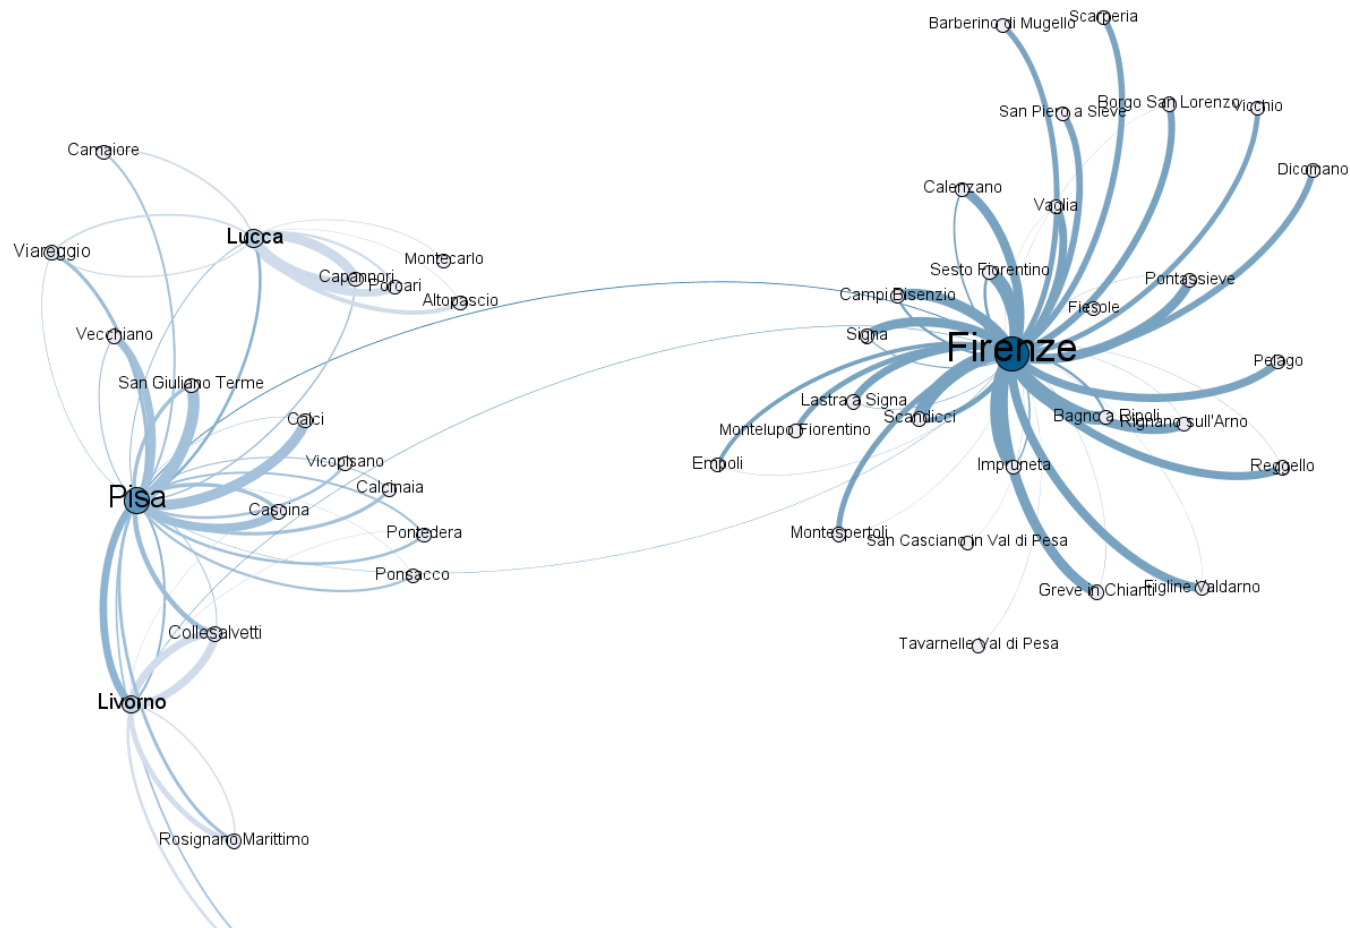 Scarperia
Barberino di Mugello
Borgo San Lorenzo
Vicchio
San Piero a Sieve
Camaiore
Dicomano
Calenzano
Vaglia
Lucca
Viareggio
Montecarlo
Sesto Fiorentino
Capannori
Pontassieve
Porcari
Campi Bisenzio
Altopascio
Fiesole
Vecchiano
Signa
Firenze
Pelago
San Giuliano Terme
Lastra a Signa
Calci
Scandicci
Bagno a Ripoli
Rignano sull'Arno
Montelupo Fiorentino
Vicopisano
Empoli
Impruneta
Reggello
Calcinaia
Pisa
Cascina
Pontedera
Montespertoli
San Casciano in Val di Pesa
Ponsacco
Greve in Chianti
Figline Valdarno
Collesalvetti
Tavarnelle Val di Pesa
Livorno
Rosignano Marittimo